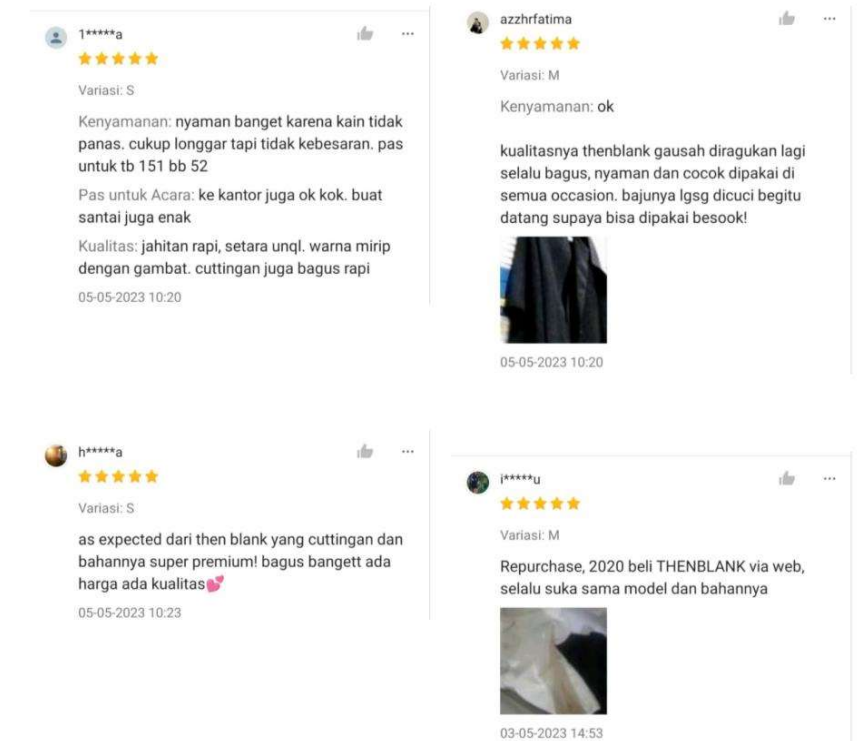 1*****a
Variasi: S
Kenyamanan: nyaman banget karena kain tidak
panas. cukup longgar tapi tidak kebesaran. pas
untuk tb 151 bb 52
Pas untuk Acara: ke kantor juga ok kok. buat
santai juga enak
Kualitas: jahitan rapi, setara unql. warna mirip
dengan gambat. cuttingan juga bagus rapi
05-05-2023 10:20
azzhrfatima
Variasi: M
Kenyamanan: ok
kualitasnya thenblank gausah diragukan lagi
selalu bagus, nyaman dan cocok dipakai di
semua occasion. bajunya lgsg dicuci begitu
datang supaya bisa dipakai besook!
05-05-2023 10:20
h*****a
Variasi: S
as expected dari then blank yang cuttingan dan
bahannya super premium! bagus bangett ada
harga ada kualitas💕
05-05-2023 10:23
i*****u
Variasi: M
Repurchase, 2020 beli THENBLANK via web,
selalu suka sama model dan bahannya
03-05-2023 14:53